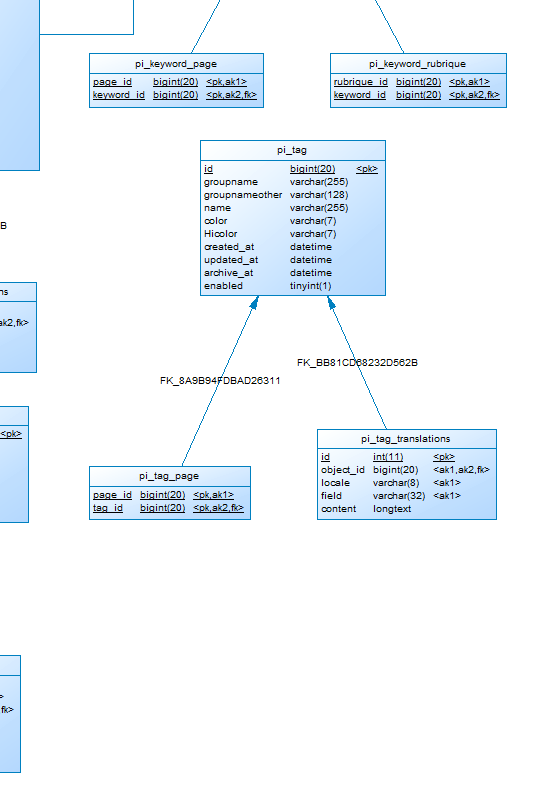 pi_keyword_page
page_id bigint(20) <pk,ak1>
keyword_id bigint(20) <pk,ak2,fk>
pi_keyword_rubrique
rubrique_id bigint(20) <pk,ak1>
keyword_id bigint(20) <pk,ak2,fk>
pi_tag
id bigint(20) <pk>
groupname varchar(255)
groupnameother varchar(128)
name varchar(255)
color varchar(7)
Hicolor varchar(7)
created_at datetime
updated_at datetime
archive_at datetime
enabled tinyint(1)
B
ns
ak2,fk>
<pk>
FK_8A9B94FDBAD26311
FK_BB81CD68232D562B
pi_tag_page
page_id bigint(20) <pk,ak1>
tag_id bigint(20) <pk,ak2,fk>
pi_tag_translations
id int(11) <pk>
object_id bigint(20) <ak1,ak2,fk>
locale varchar(8) <ak1>
field varchar(32) <ak1>
content longtext
>
fk>